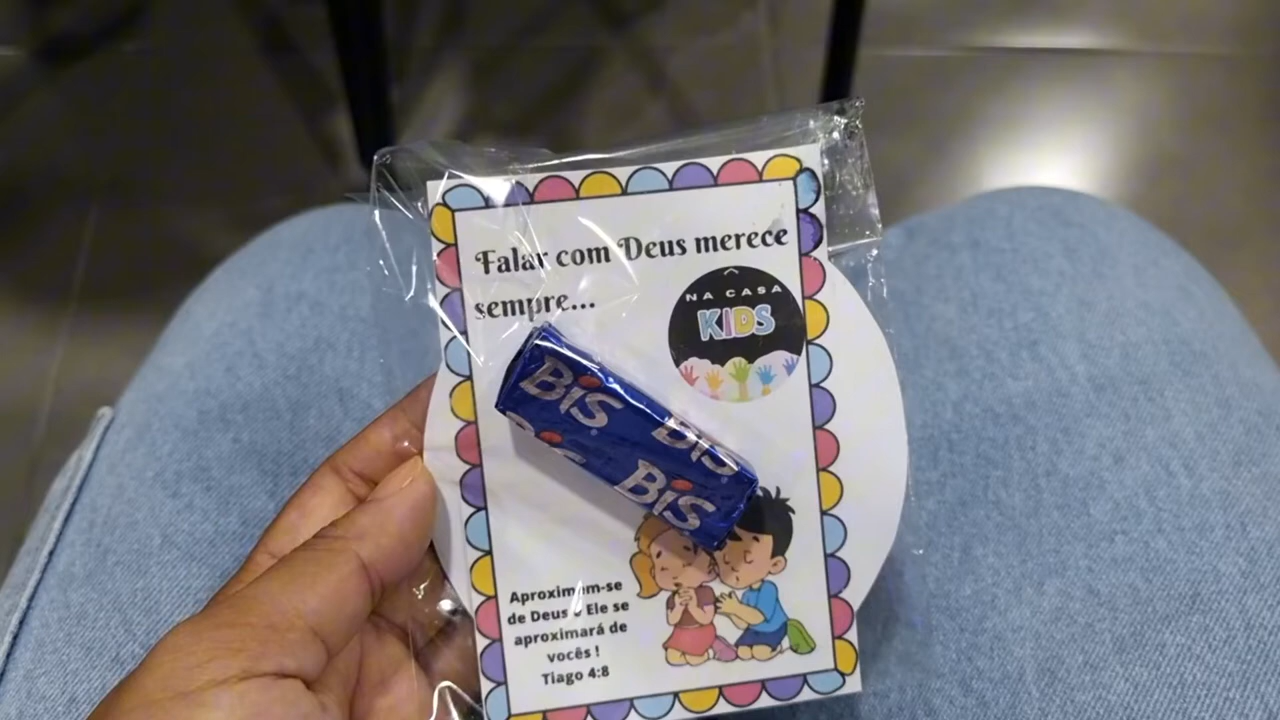 Falar com Deus merece
sempre...
NA CASA
KIDS
BiS
BiS
BiS
Aproximem-se
de Deus e Ele se
aproximará de
vocês !
Tiago 4:8